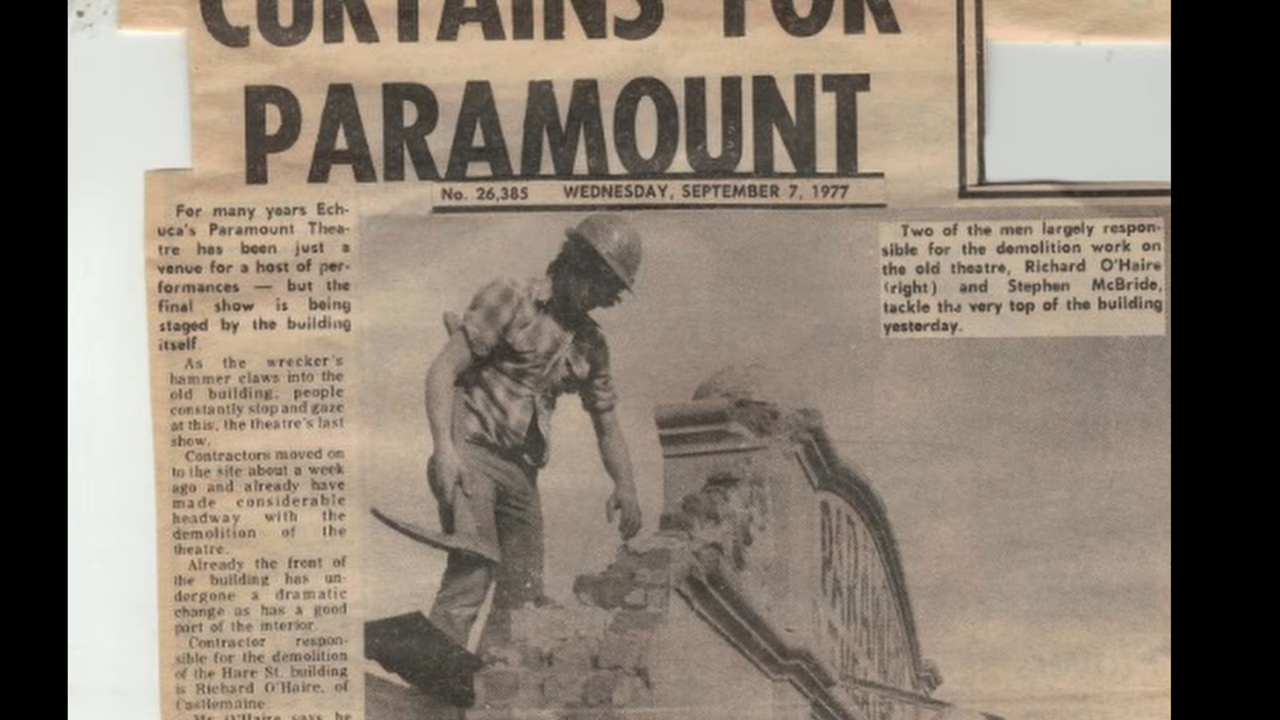 CURTAINS FOR
PARAMOUNT
No. 26,385 WEDNESDAY, SEPTEMBER 7, 1977
For many years Ech-
uca's Paramount Thea-
tre has been just a
venue for a host of per-
formances — but the
final show is being
staged by the building
itself.
As the wrecker's
hammer claws into the
old building, people
constantly stop and gaze
at this, the theatre's last
show.
Contractors moved on
to the site about a week
ago and already have
made considerable
headway with the
demolition of the
theatre.
Already the front of
the building has un-
dergone a dramatic
change as has a good
part of the interior.
Contractor respon-
sible for the demolition
of the Hare St. building
is Richard O'Haire, of
Castlemaine.
Mr O'Haire says he
Two of the men largely respon-
sible for the demolition work on
the old theatre, Richard O'Haire
(right) and Stephen McBride,
tackle the very top of the building
yesterday.